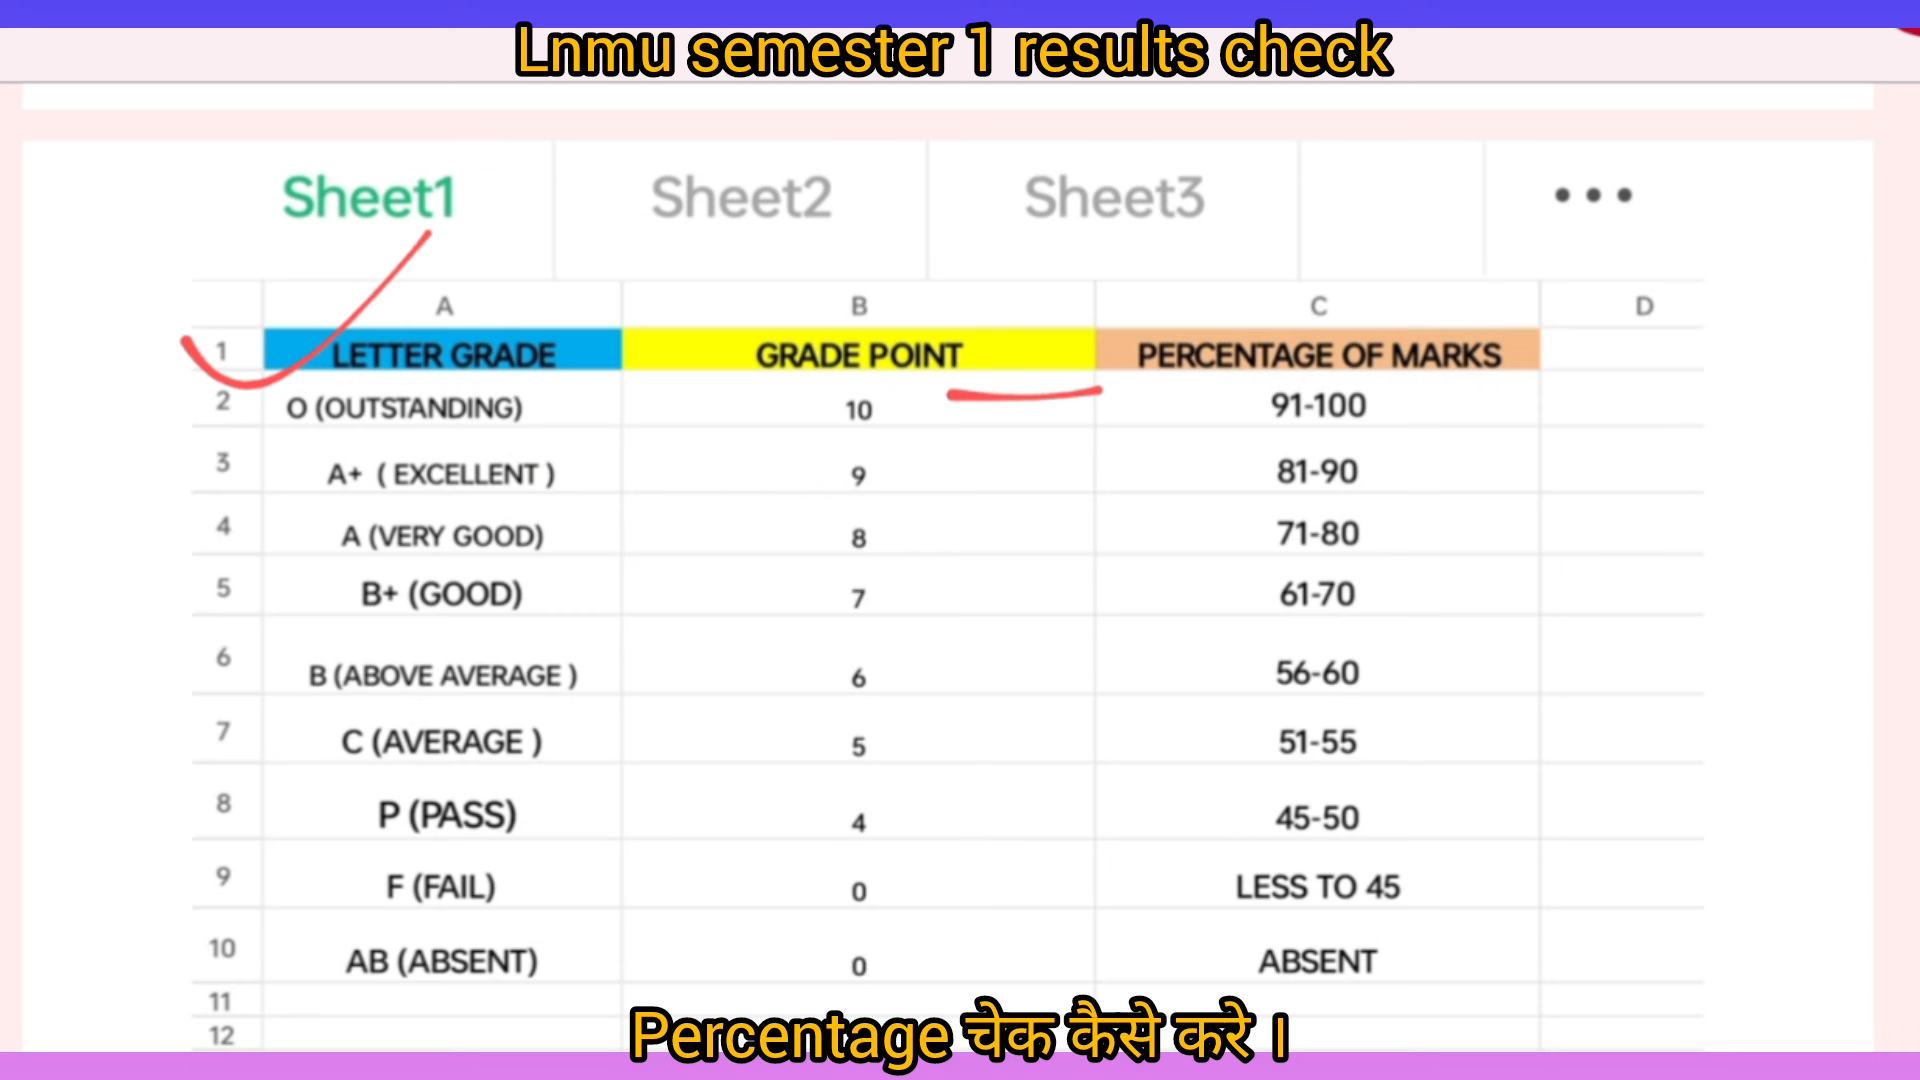 Lnmu semester 1 results check
Sheet1 Sheet2 Sheet3 •••
A B C D
1 LETTER GRADE GRADE POINT PERCENTAGE OF MARKS
2 O (OUTSTANDING) 10 91-100
3 A+ ( EXCELLENT ) 9 81-90
4 A (VERY GOOD) 8 71-80
5 B+ (GOOD) 7 61-70
6 B (ABOVE AVERAGE ) 6 56-60
7 C (AVERAGE ) 5 51-55
8 P (PASS) 4 45-50
9 F (FAIL) 0 LESS TO 45
10 AB (ABSENT) 0 ABSENT
11
12
Percentage चेक कैसे करे ।